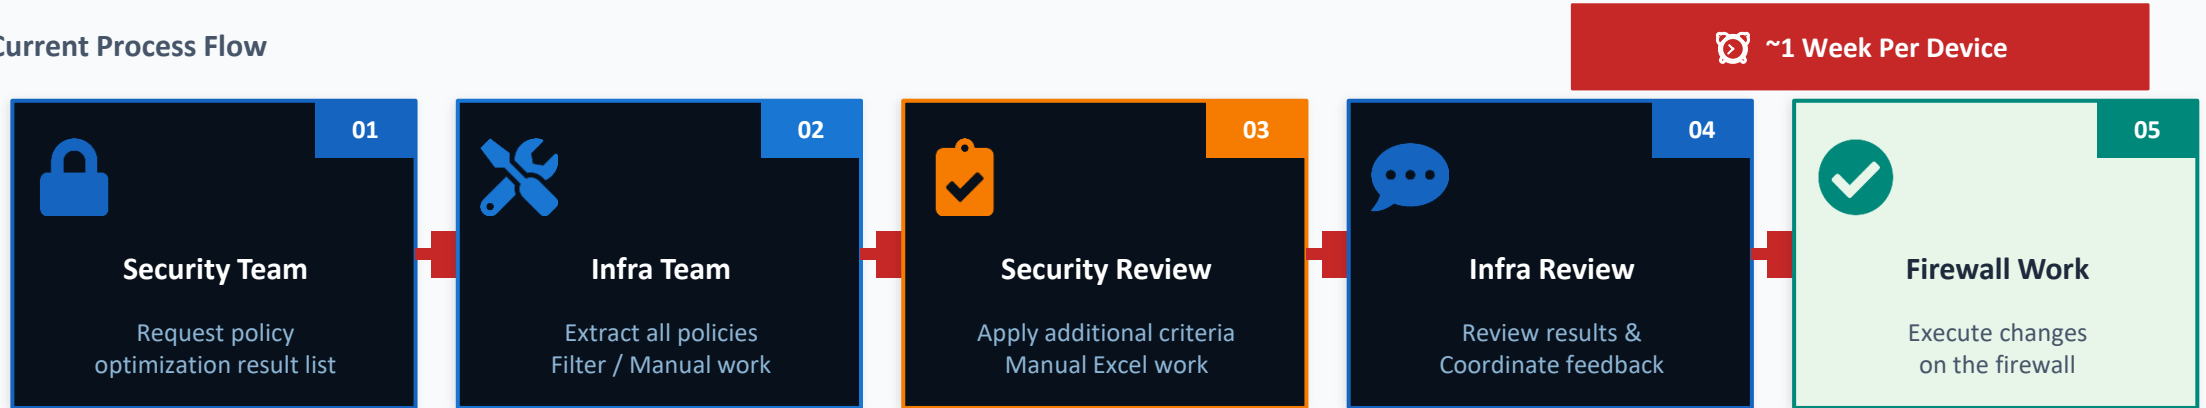 Current Process Flow
~1 Week Per Device
01
Security Team
Request policy
optimization result list
02
Infra Team
Extract all policies
Filter / Manual work
03
Security Review
Apply additional criteria
Manual Excel work
04
Infra Review
Review results &
Coordinate feedback
05
Firewall Work
Execute changes
on the firewall